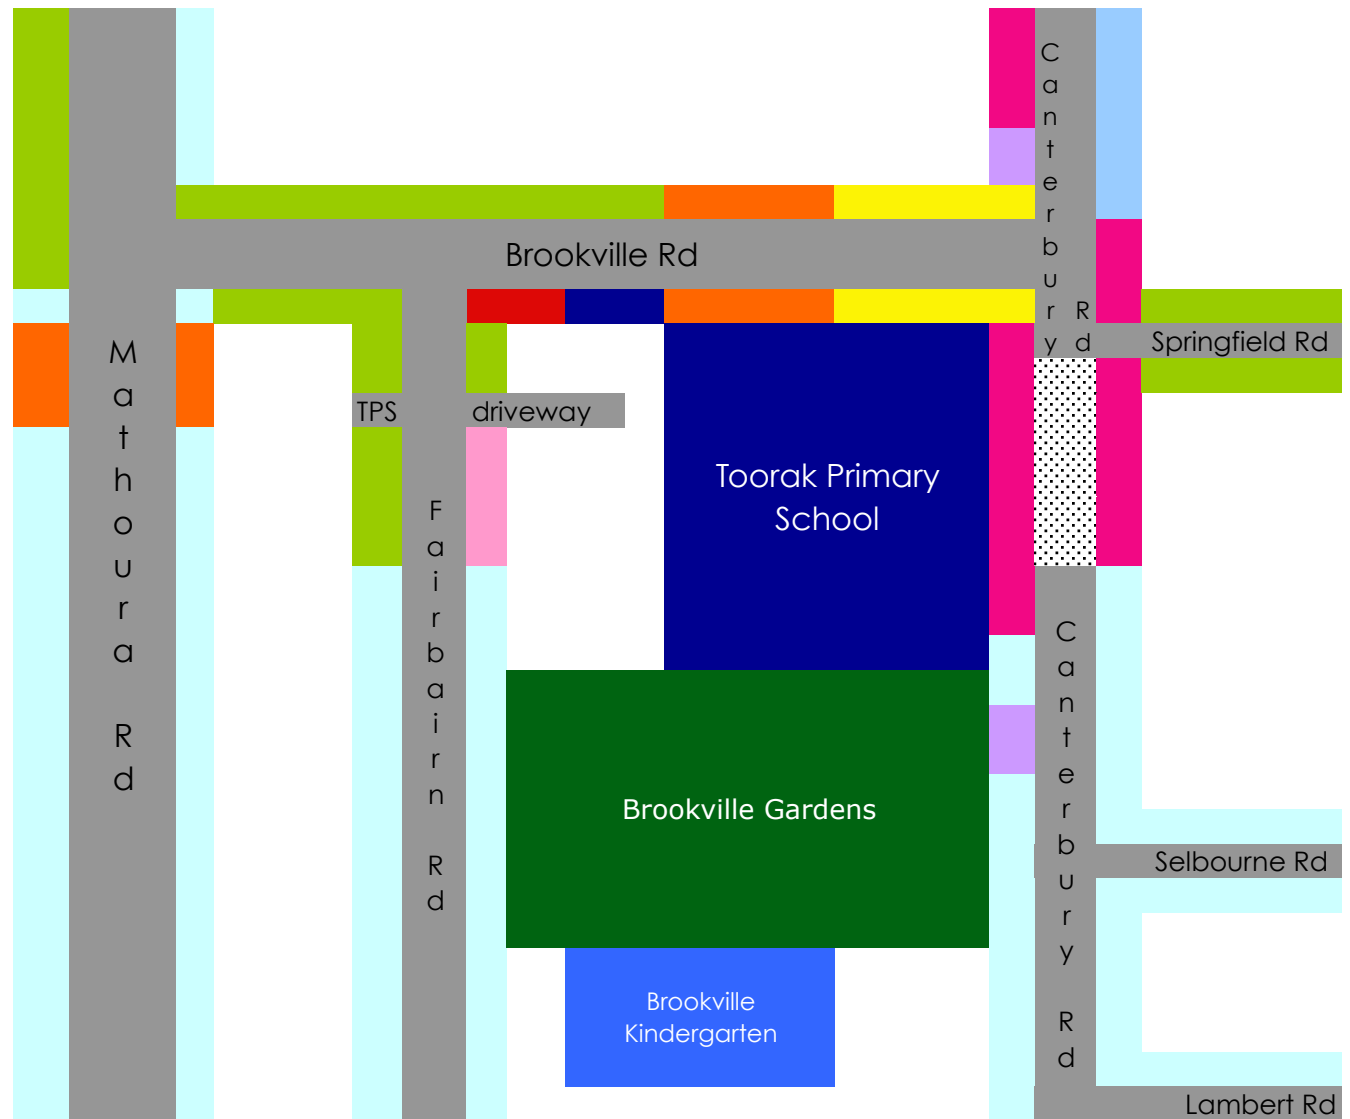 Canterbury Rd
Brookville Rd
Springfield Rd
Mathoura Rd
TPS driveway
Toorak Primary
School
Fairbairn Rd
Canterbury Rd
Brookville Gardens
Selbourne Rd
Brookville
Kindergarten
Lambert Rd